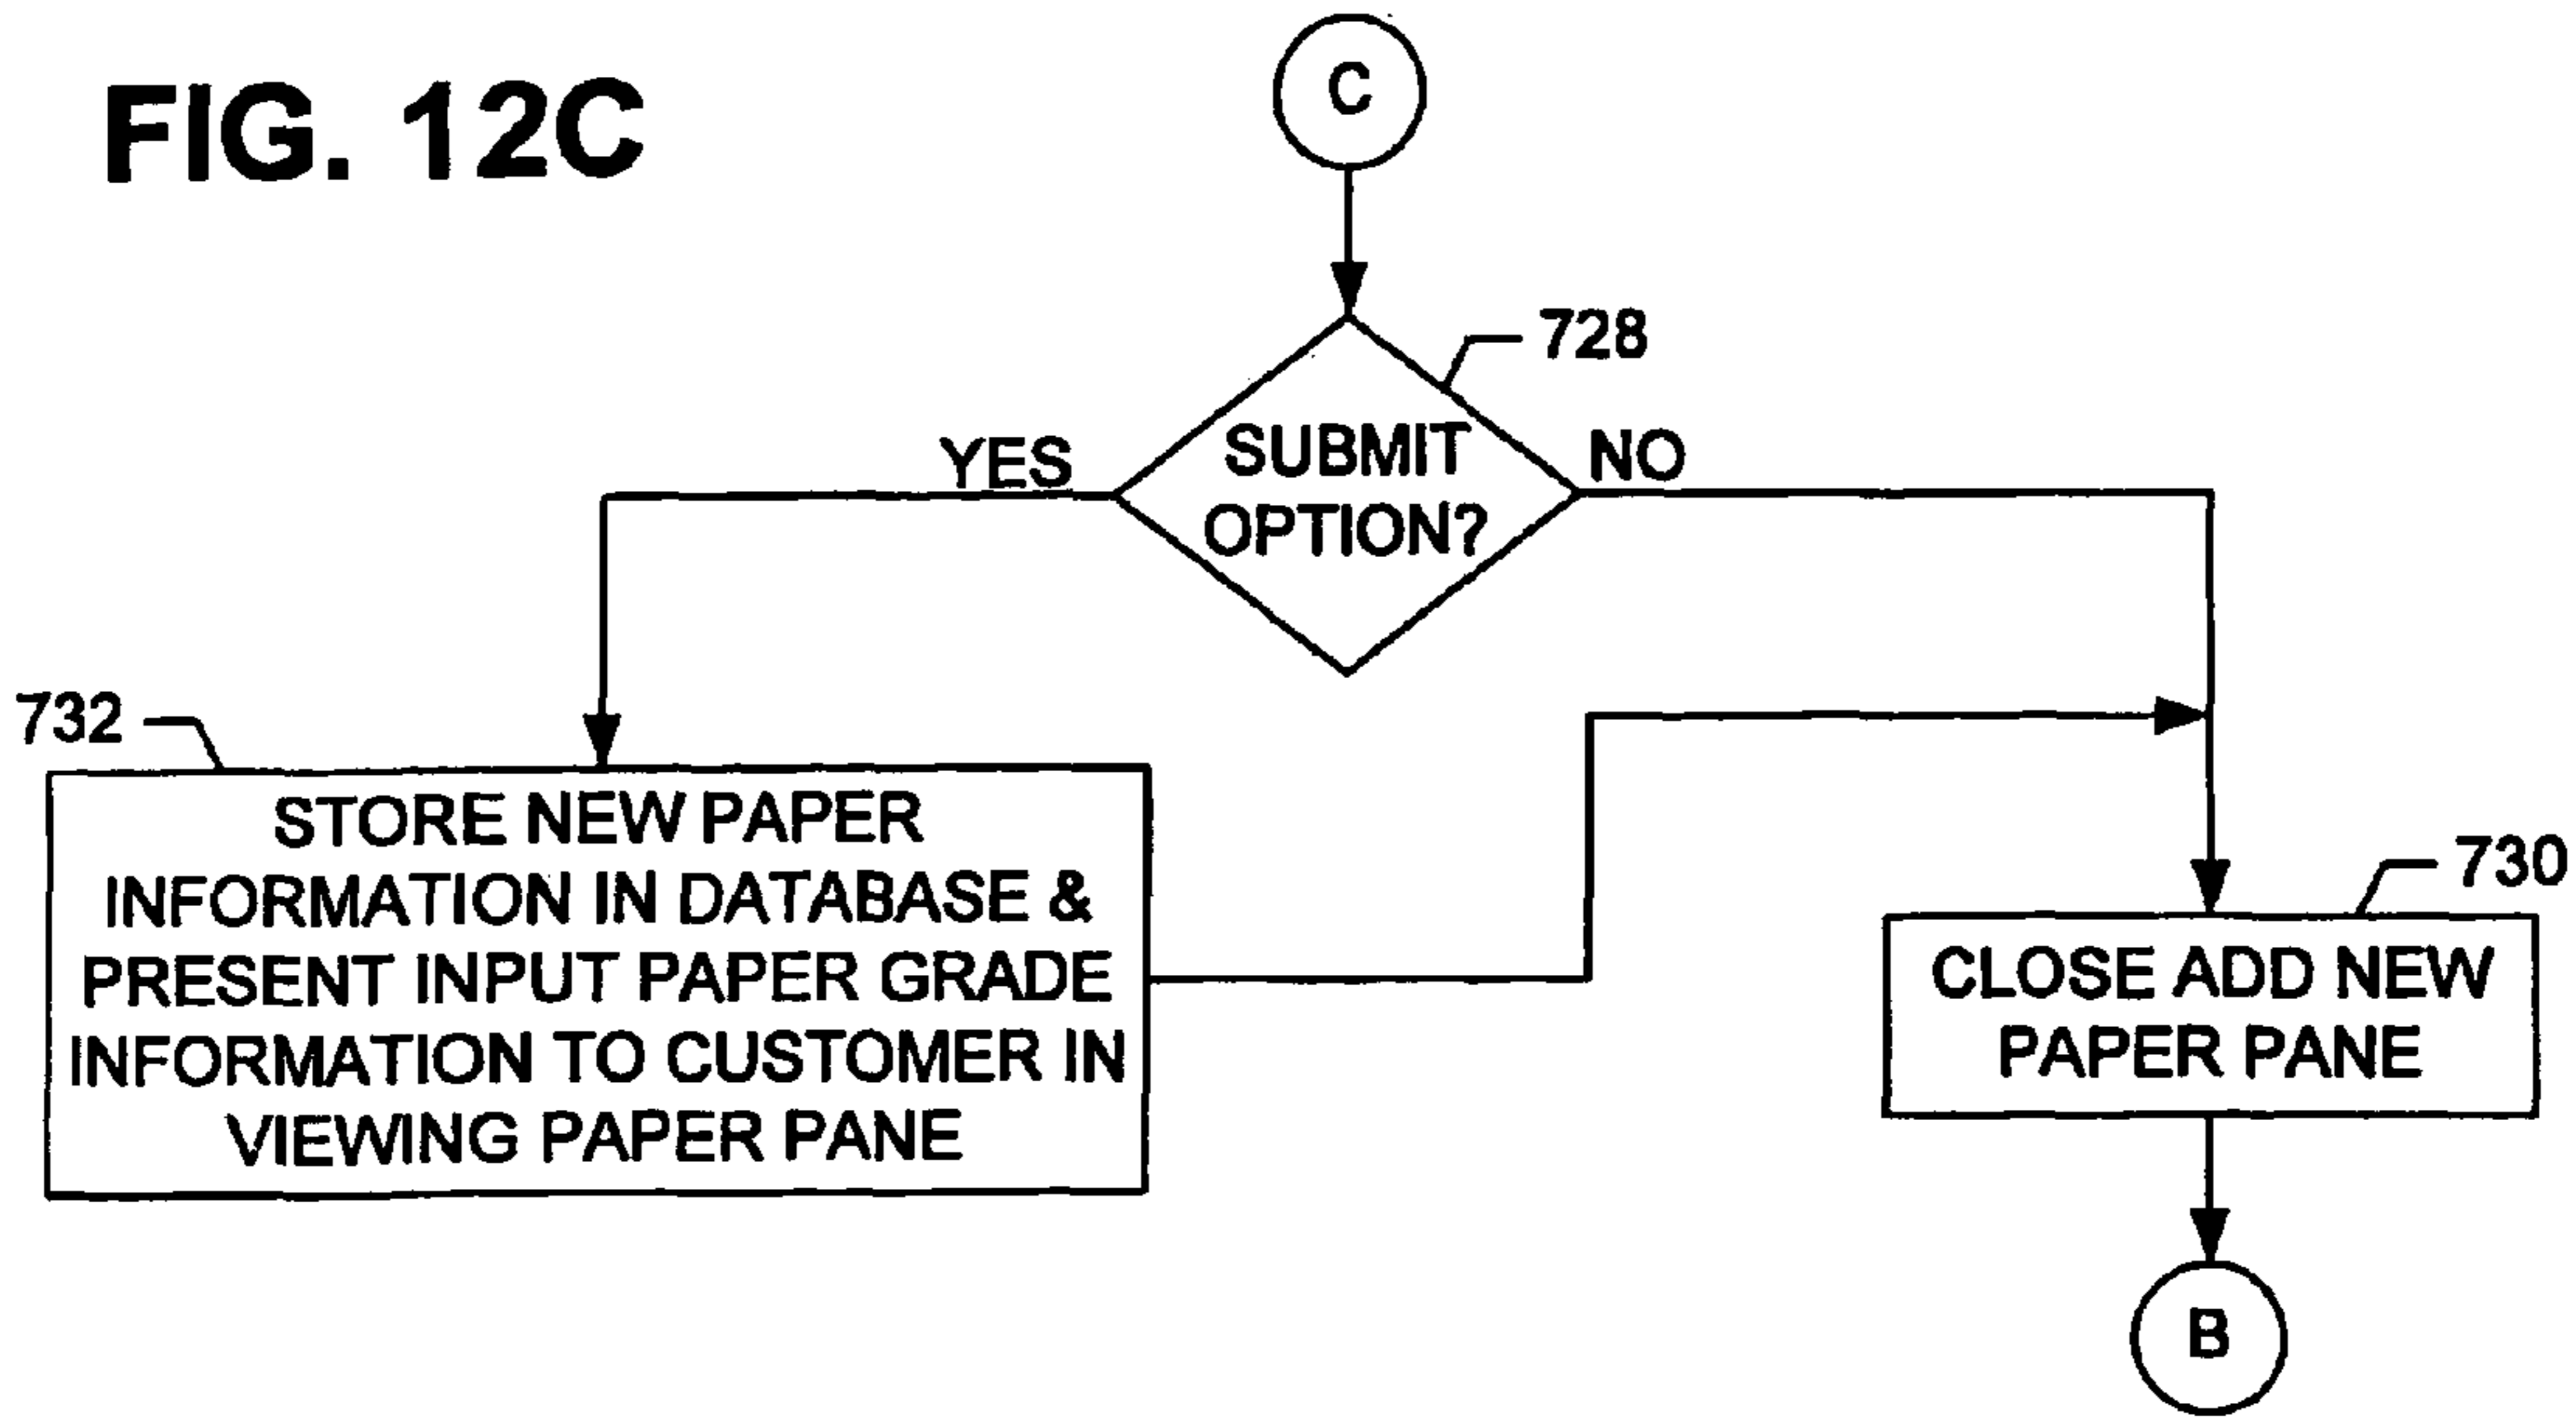 FIG. 12C
C
728
SUBMIT
OPTION?
YES
NO
732
STORE NEW PAPER
INFORMATION IN DATABASE &
PRESENT INPUT PAPER GRADE
INFORMATION TO CUSTOMER IN
VIEWING PAPER PANE
730
CLOSE ADD NEW
PAPER PANE
B